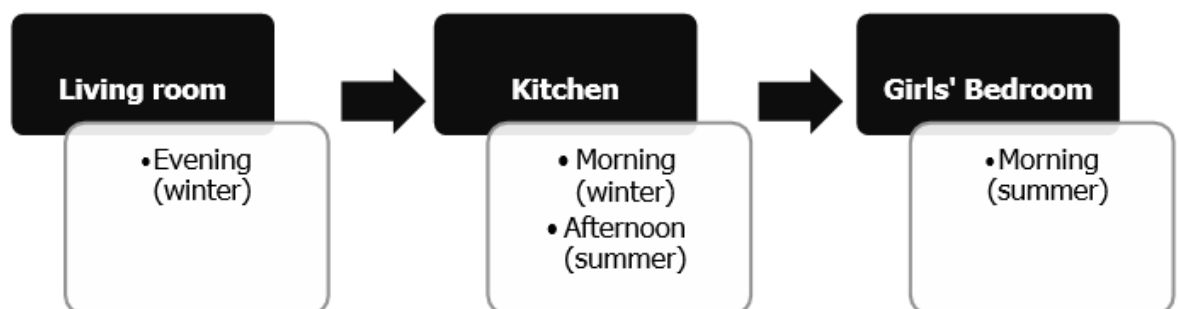 Living room
•Evening
(winter)
Kitchen
• Morning
(winter)
• Afternoon
(summer)
Girls' Bedroom
• Morning
(summer)